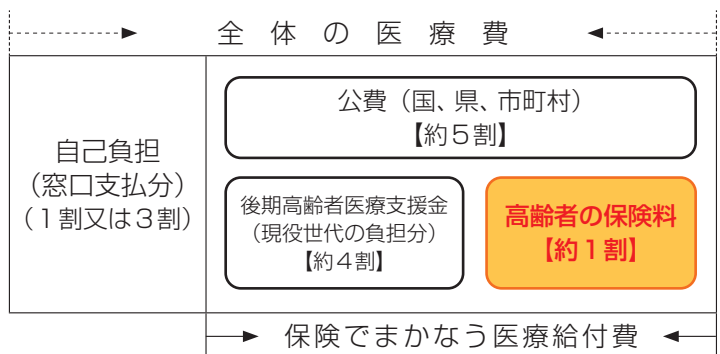 全体の医療費
自己負担
（窓口支払分）
（１割又は３割）
公費（国、県、市町村）
【約５割】
後期高齢者医療支援金
（現役世代の負担分）
【約４割】
高齢者の保険料
【約１割】
保険でまかなう医療給付費